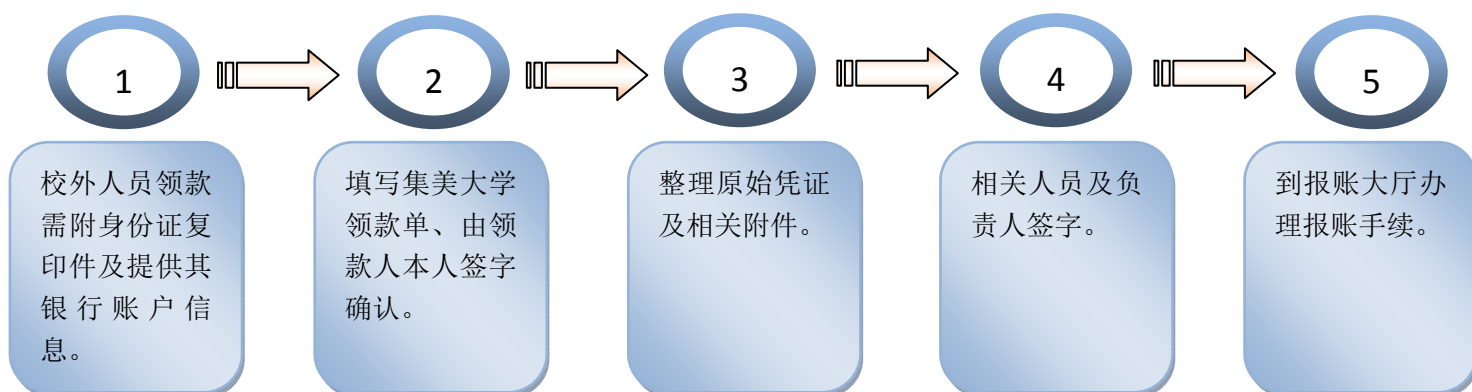 1
2
3
4
5
校外人员领款
需附身份证复
印件及提供其
银行账户信
息。
填写集美大学
领款单、由领
款人本人签字
确认。
整理原始凭证
及相关附件。
相关人员及负
责人签字。
到报账大厅办
理报账手续。